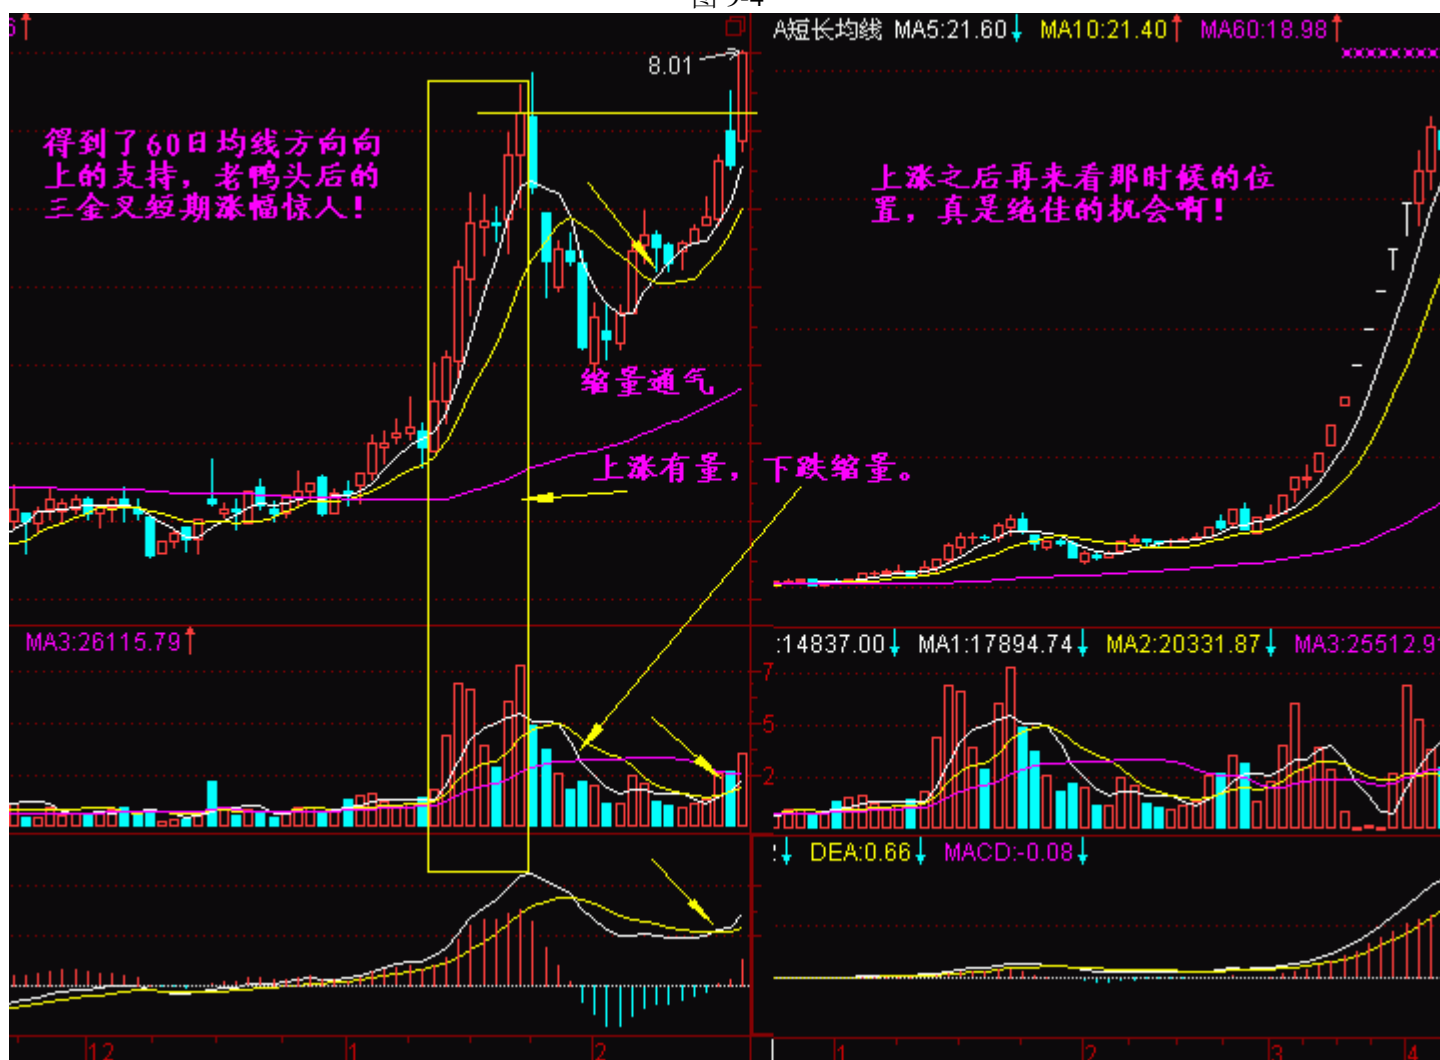 图 9-4
6↑
A短长均线 MA5:21.60↓ MA10:21.40↑ MA60:18.98↑
8.01
得到了60日均线方向向
上的支持，老鸭头后的
三金叉短期涨幅惊人！
上涨之后再来看那时候的位
置，真是绝佳的机会啊！
缩量通气
上涨有量，下跌缩量。
MA3:26115.79↑
:14837.00↓ MA1:17894.74↓ MA2:20331.87↓ MA3:25512.9
7
5
2
↓ DEA:0.66↓ MACD:-0.08↓
12 1 2
1 2 3 4